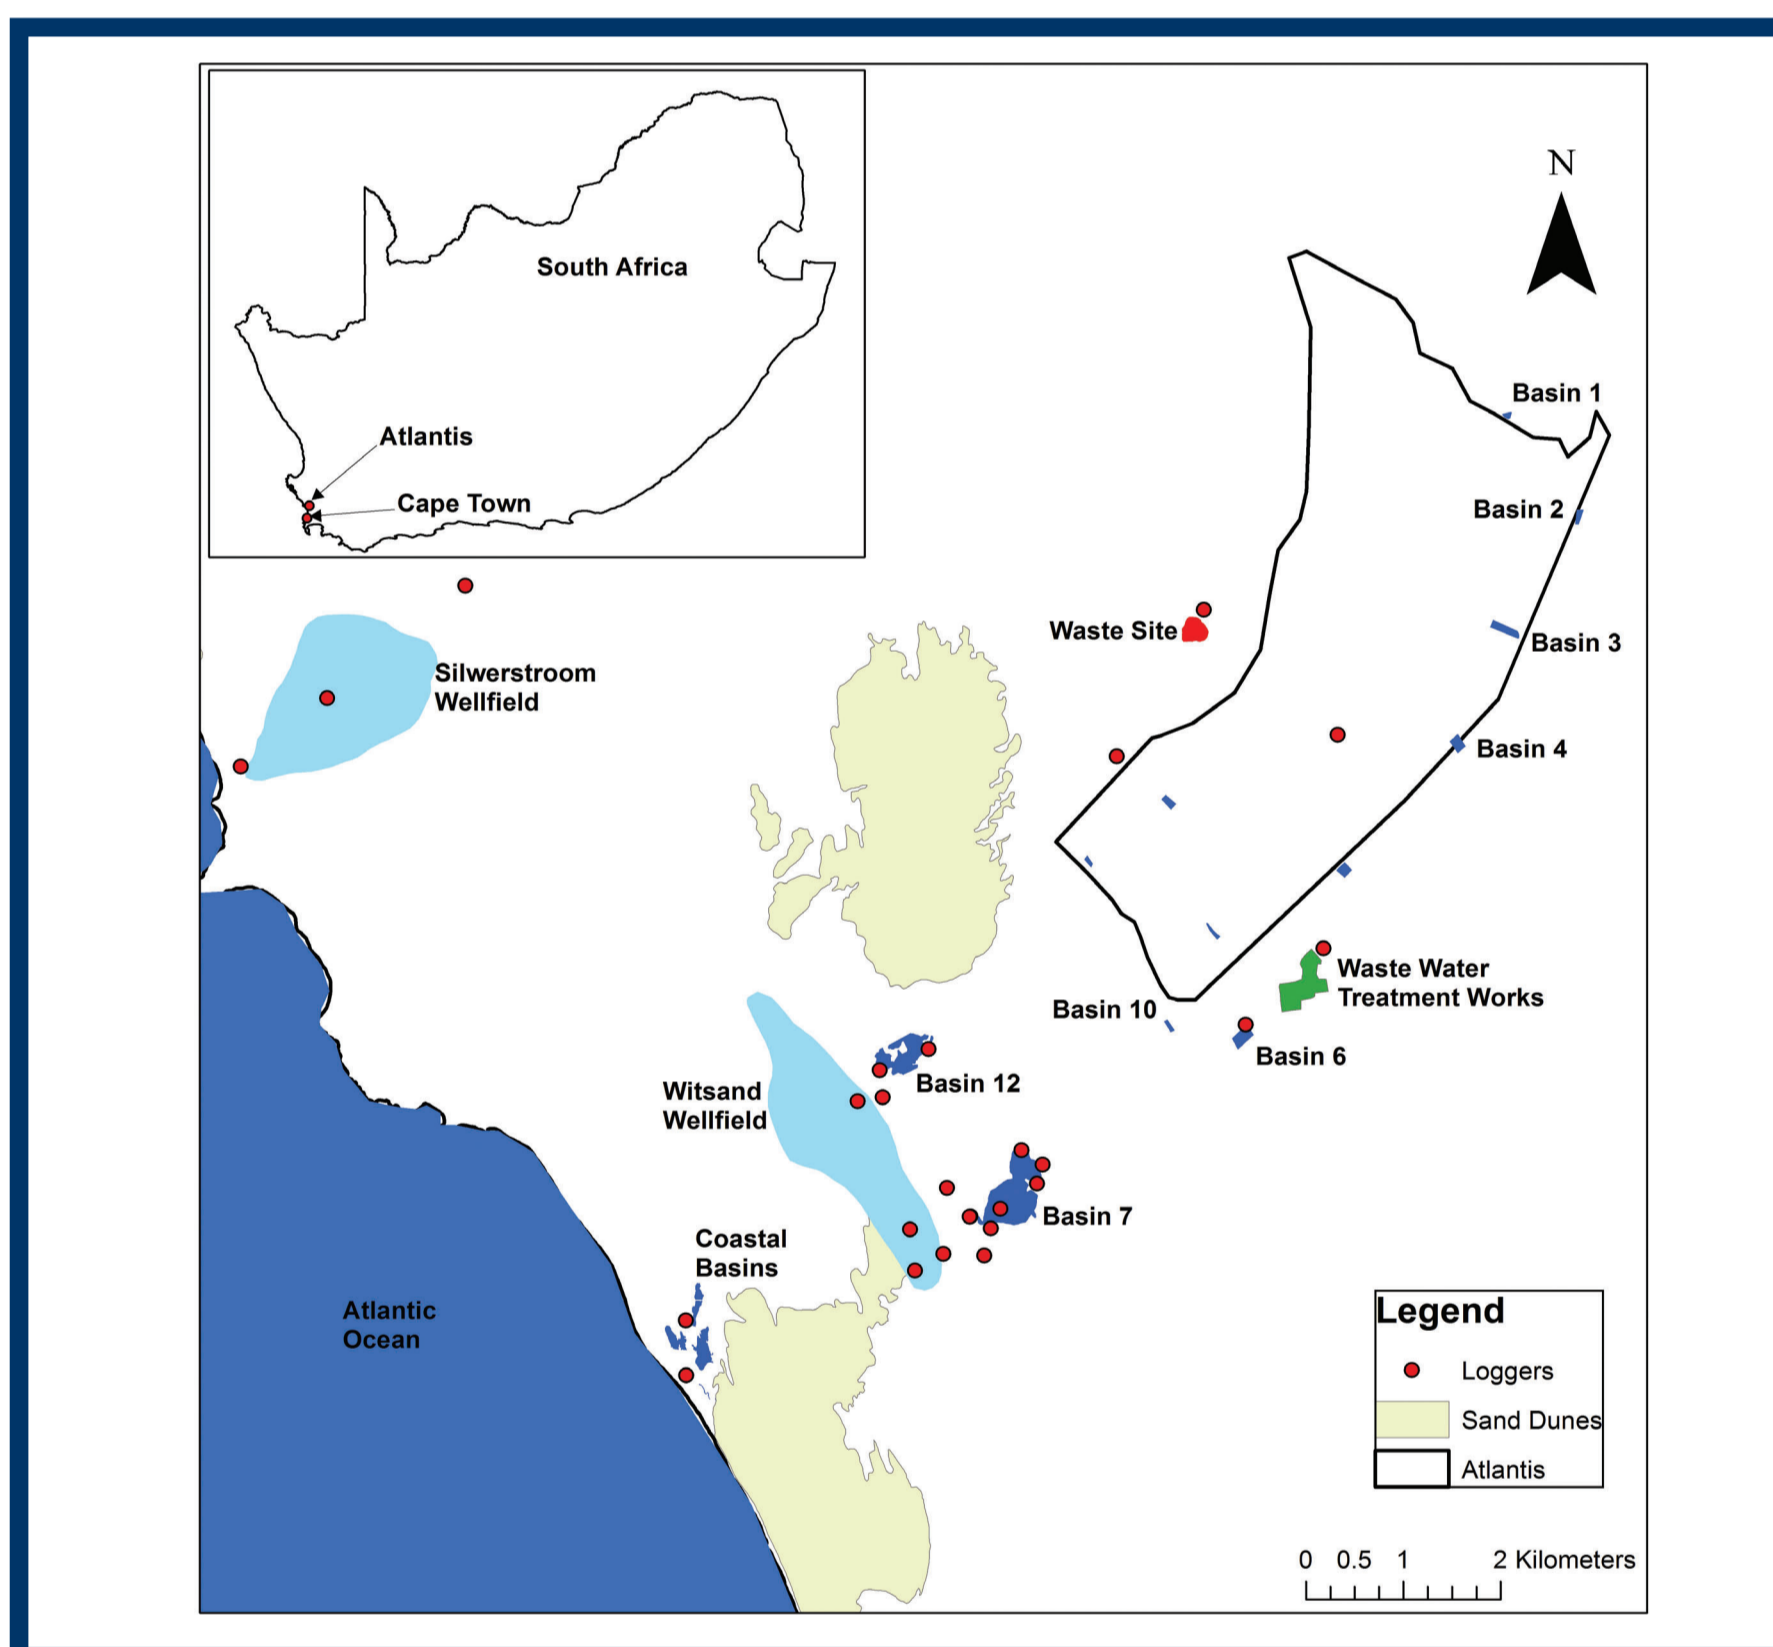 South Africa
Atlantis
Cape Town
N
Basin 1
Basin 2
Basin 3
Basin 4
Waste Site
Silwerstroom
Wellfield
Waste Water
Treatment Works
Basin 10
Basin 6
Basin 12
Witsand
Wellfield
Basin 7
Coastal
Basins
Atlantic
Ocean
Legend
Loggers
Sand Dunes
Atlantis
0 0.5 1 2 Kilometers